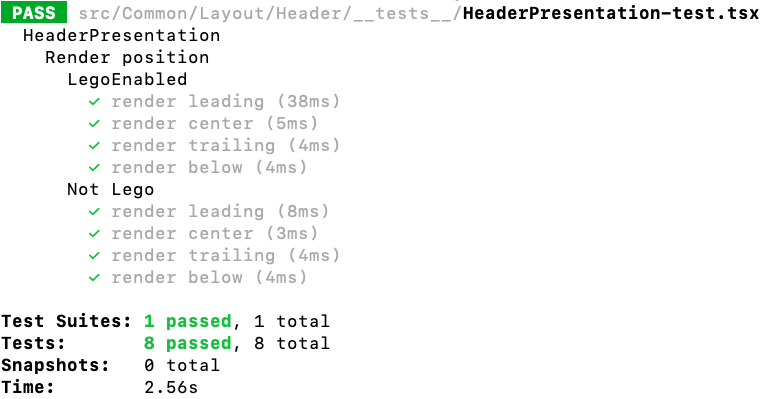 PASS src/Common/Layout/Header/__tests__/HeaderPresentation-test.tsx
HeaderPresentation
Render position
LegoEnabled
✓ render leading (38ms)
✓ render center (5ms)
✓ render trailing (4ms)
✓ render below (4ms)
Not Lego
✓ render leading (8ms)
✓ render center (3ms)
✓ render trailing (4ms)
✓ render below (4ms)
Test Suites: 1 passed, 1 total
Tests: 8 passed, 8 total
Snapshots: 0 total
Time: 2.56s